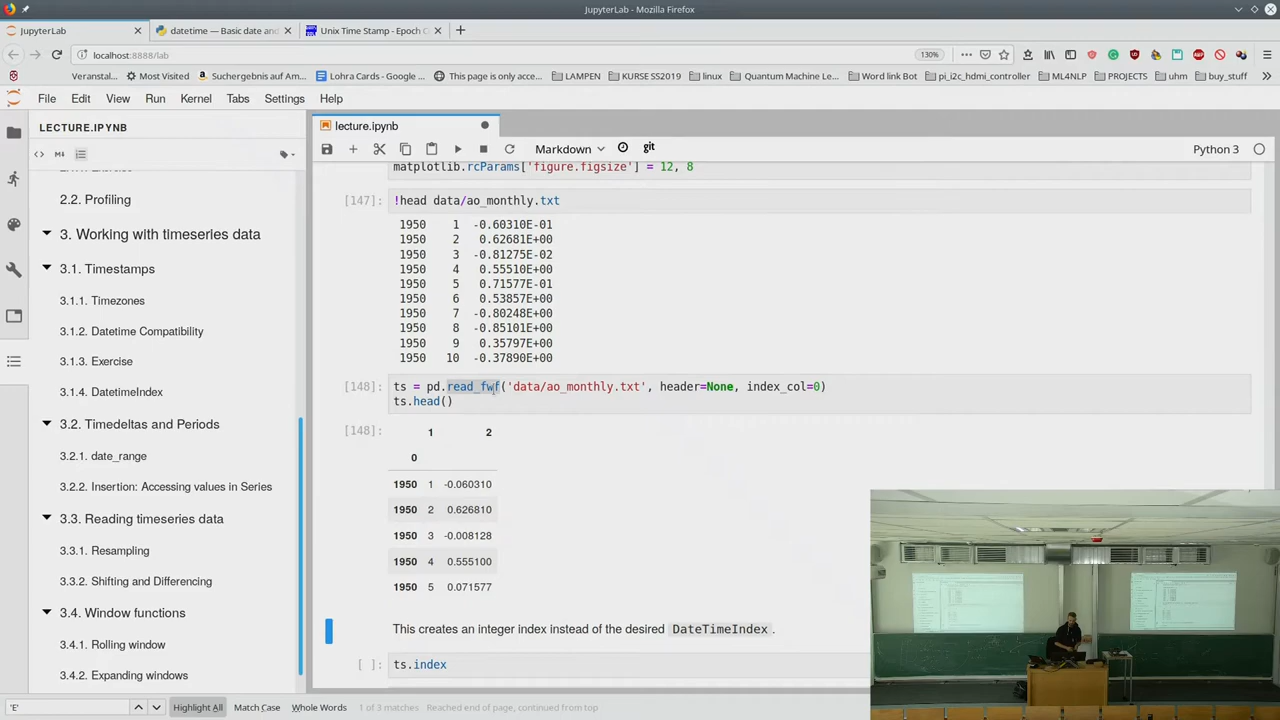 JupyterLab - Mozilla Firefox
JupyterLab
datetime — Basic date and
Unix Time Stamp - Epoch C
localhost:8888/lab
130%
Veranstal...
Most Visited
Suchergebnis auf Am...
Lohra Cards - Google ...
This page is only acce...
LAMPEN
KURSE SS2019
linux
Quantum Machine Le...
Word link Bot
pi_i2c_hdmi_controller
ML4NLP
PROJECTS
uhm
buy_stuff
File Edit View Run Kernel Tabs Settings Help
LECTURE.IPYNB
2.2. Profiling
3. Working with timeseries data
3.1. Timestamps
3.1.1. Timezones
3.1.2. Datetime Compatibility
3.1.3. Exercise
3.1.4. DatetimeIndex
3.2. Timedeltas and Periods
3.2.1. date_range
3.2.2. Insertion: Accessing values in Series
3.3. Reading timeseries data
3.3.1. Resampling
3.3.2. Shifting and Differencing
3.4. Window functions
3.4.1. Rolling window
3.4.2. Expanding windows
lecture.ipynb
Markdown
git
Python 3
matplotlib.rcParams['figure.figsize'] = 12, 8
[147]: !head data/ao_monthly.txt
1950 1 -0.60310E-01
1950 2 0.62681E+00
1950 3 -0.81275E-02
1950 4 0.55510E+00
1950 5 0.71577E-01
1950 6 0.53857E+00
1950 7 -0.80248E+00
1950 8 -0.85101E+00
1950 9 0.35797E+00
1950 10 -0.37890E+00
[148]: ts = pd.read_fwf('data/ao_monthly.txt', header=None, index_col=0)
ts.head()
[148]: 1 2
0
1950 1 -0.060310
1950 2 0.626810
1950 3 -0.008128
1950 4 0.555100
1950 5 0.071577
This creates an integer index instead of the desired DateTimeIndex.
[ ]: ts.index
'E'
Highlight All Match Case Whole Words 1 of 3 matches Reached end of page, continued from top